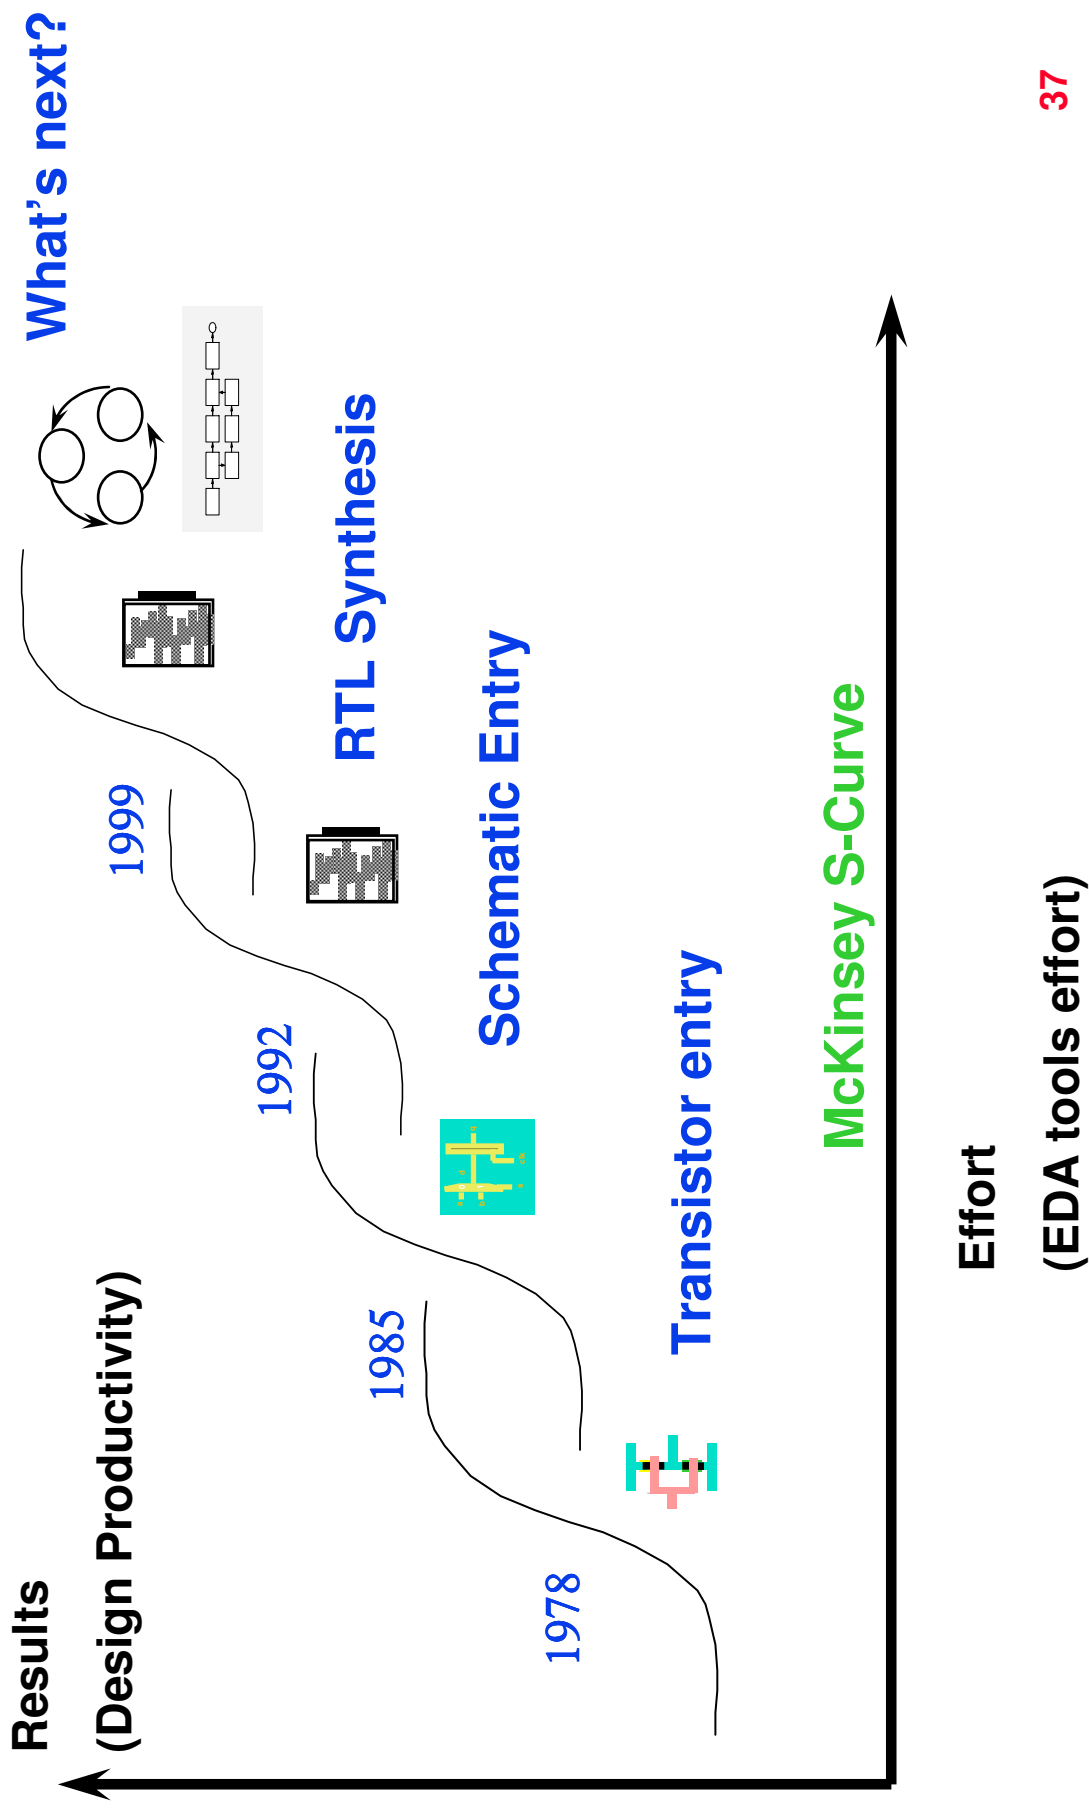 Results
(Design Productivity)
What's next?
1999
RTL Synthesis
1992
Schematic Entry
1985
Transistor entry
1978
McKinsey S-Curve
Effort
(EDA tools effort)
37